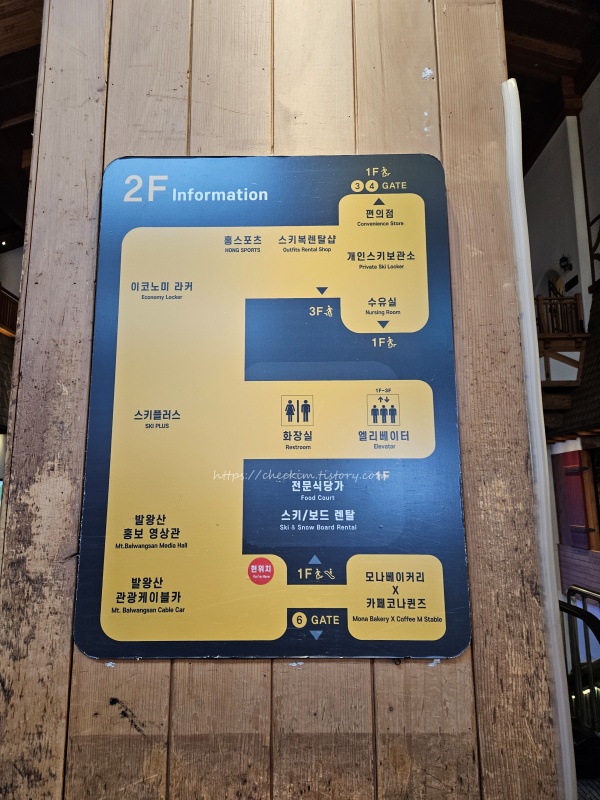 2F Information
1F
3 4 GATE
편의점
Convenience Store
홍스포츠
HONG SPORTS
스키복렌탈샵
Outfits Rental Shop
개인스키보관소
Private Ski Locker
이코노미 라커
Economy Locker
수유실
Nursing Room
3F
1F
스키플러스
SKI PLUS
화장실
Restroom
1F-3F
엘리베이터
Elevator
https://cheekim.tistory.com
1F
전문식당가
Food Court
스키/보드 렌탈
Ski & Snow Board Rental
발왕산
홍보 영상관
Mt.Balwangsan Media Hall
현위치
1F
발왕산
관광케이블카
Mt. Balwangsan Cable Car
모나베이커리
X
카페코나퀸즈
Mona Bakery X Coffee M Stable
6 GATE